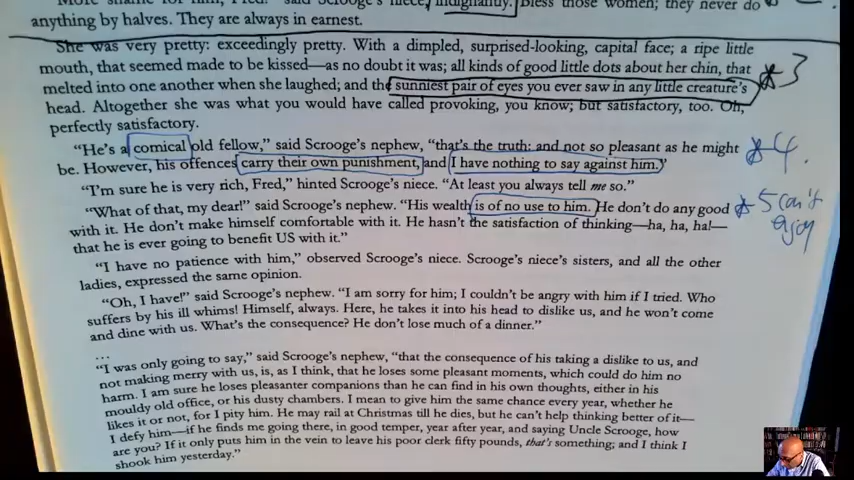 More shame for him, Fred!" said Scrooge's niece, indignantly. Bless those women; they never do
anything by halves. They are always in earnest.
She was very pretty: exceedingly pretty. With a dimpled, surprised-looking, capital face; a ripe little
mouth, that seemed made to be kissed—as no doubt it was; all kinds of good little dots about her chin, that
melted into one another when she laughed; and the sunniest pair of eyes you ever saw in any little creature's
head. Altogether she was what you would have called provoking, you know; but satisfactory, too. Oh,
perfectly satisfactory.
3
"He's a comical old fellow," said Scrooge's nephew, "that's the truth: and not so pleasant as he might
be. However, his offences carry their own punishment, and I have nothing to say against him."
4.
"I'm sure he is very rich, Fred," hinted Scrooge's niece. "At least you always tell me so."
"What of that, my dear!" said Scrooge's nephew. "His wealth is of no use to him. He don't do any good
with it. He don't make himself comfortable with it. He hasn't the satisfaction of thinking—ha, ha, ha!—
that he is ever going to benefit US with it."
5 can't
enjoy
"I have no patience with him," observed Scrooge's niece. Scrooge's niece's sisters, and all the other
ladies, expressed the same opinion.
"Oh, I have!" said Scrooge's nephew. "I am sorry for him; I couldn't be angry with him if I tried. Who
suffers by his ill whims! Himself, always. Here, he takes it into his head to dislike us, and he won't come
and dine with us. What's the consequence? He don't lose much of a dinner."
...
"I was only going to say," said Scrooge's nephew, "that the consequence of his taking a dislike to us, and
not making merry with us, is, as I think, that he loses some pleasant moments, which could do him no
harm. I am sure he loses pleasanter companions than he can find in his own thoughts, either in his
mouldy old office, or his dusty chambers. I mean to give him the same chance every year, whether he
likes it or not, for I pity him. He may rail at Christmas till he dies, but he can't help thinking better of it—
I defy him—if he finds me going there, in good temper, year after year, and saying Uncle Scrooge, how
are you? If it only puts him in the vein to leave his poor clerk fifty pounds, that's something; and I think I
shook him yesterday."